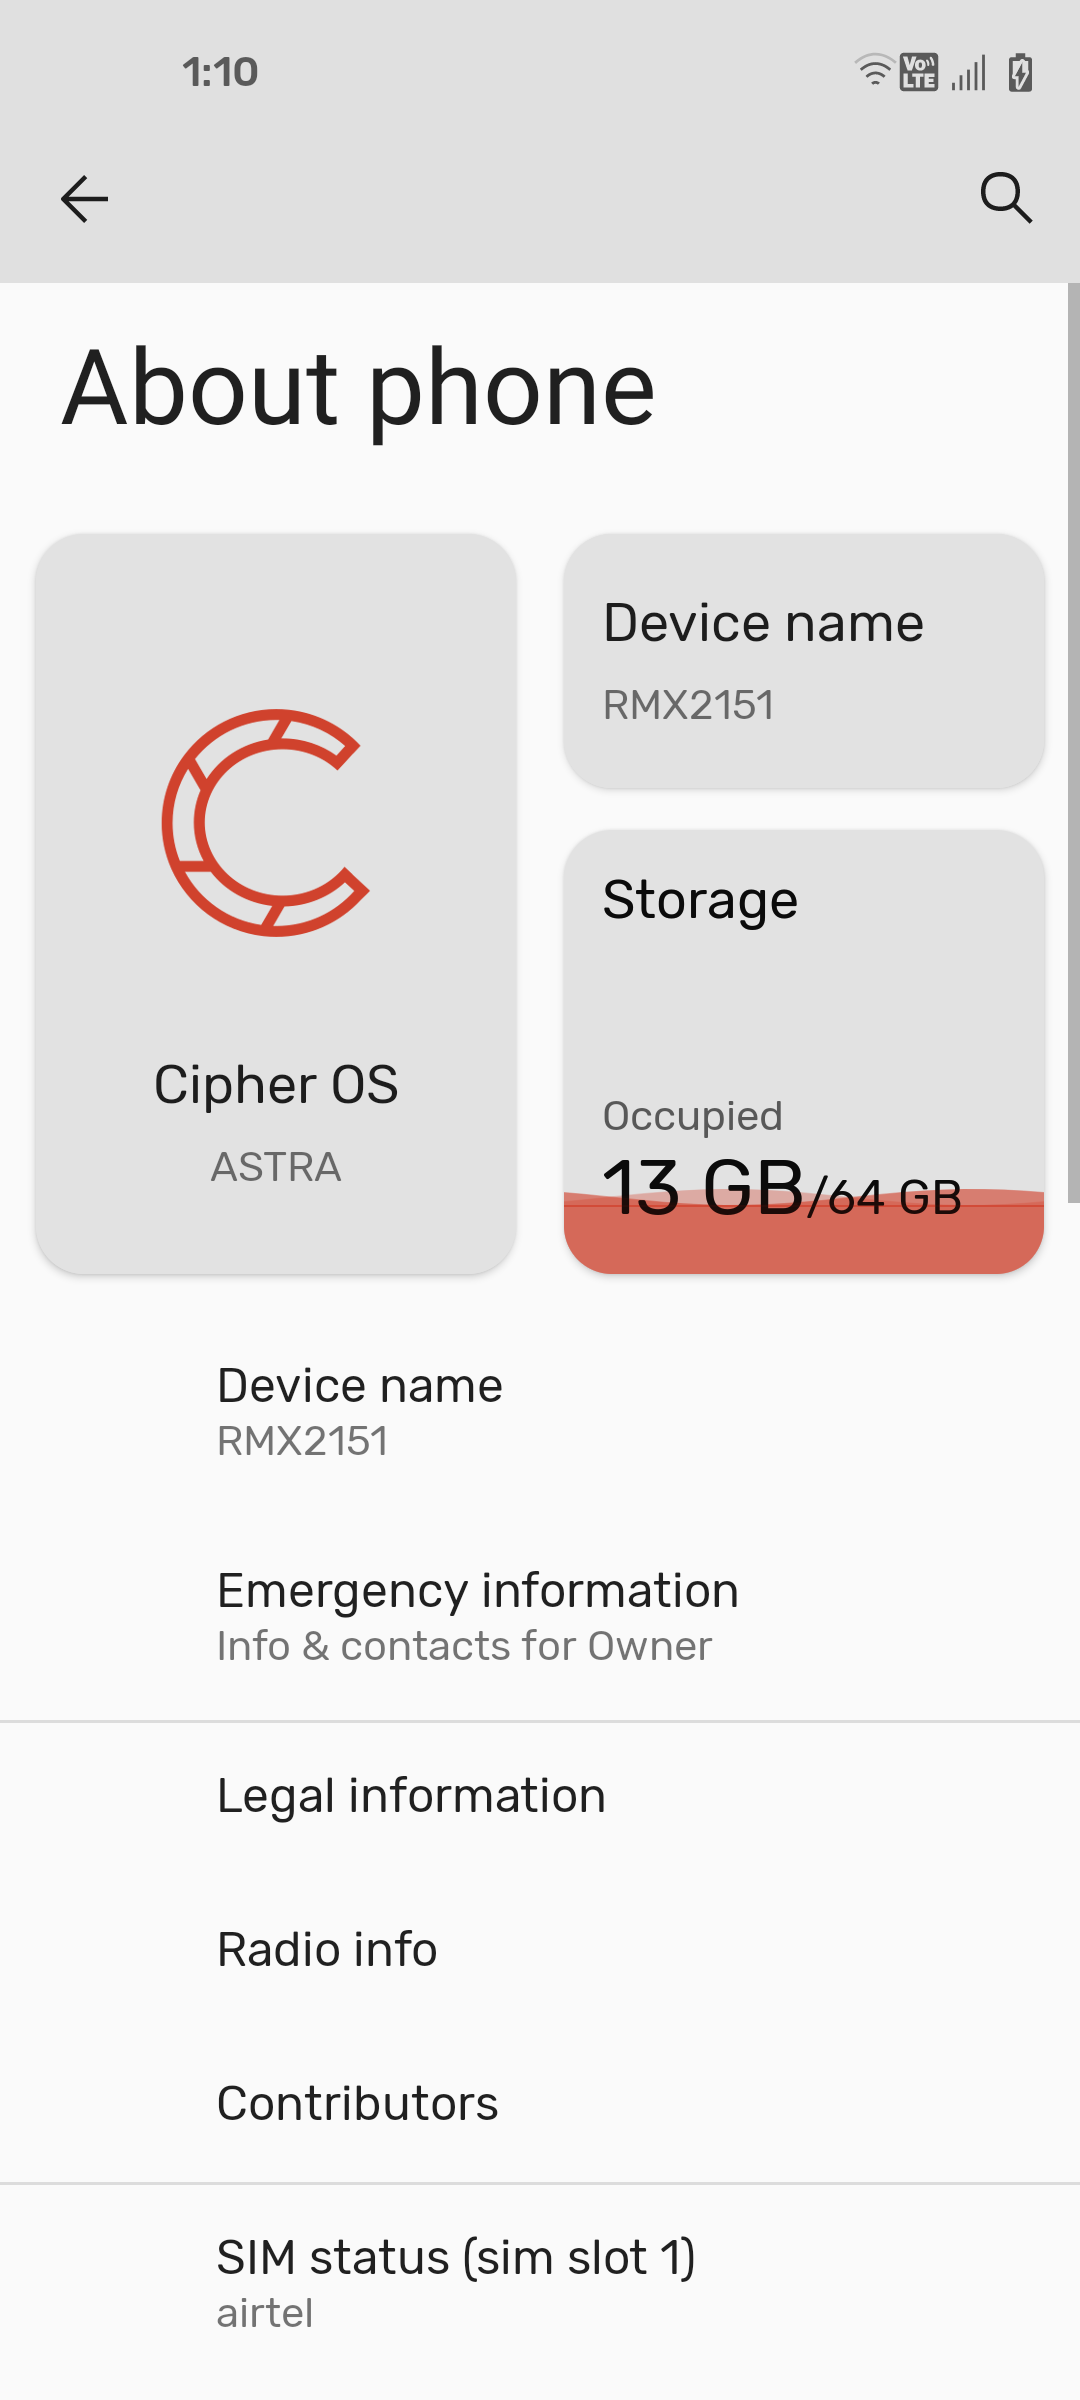 1:10
Vo LTE
About phone
Cipher OS
ASTRA
Device name
RMX2151
Storage
Occupied
13 GB/64 GB
Device name
RMX2151
Emergency information
Info & contacts for Owner
Legal information
Radio info
Contributors
SIM status (sim slot 1)
airtel